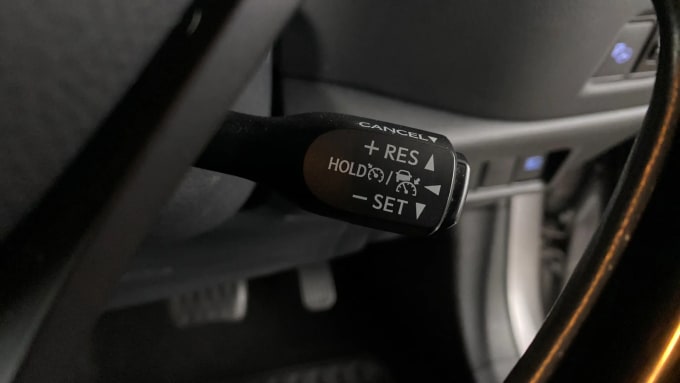 CANCEL▼
+ RES ▲
HOLD / ◀
− SET ▼